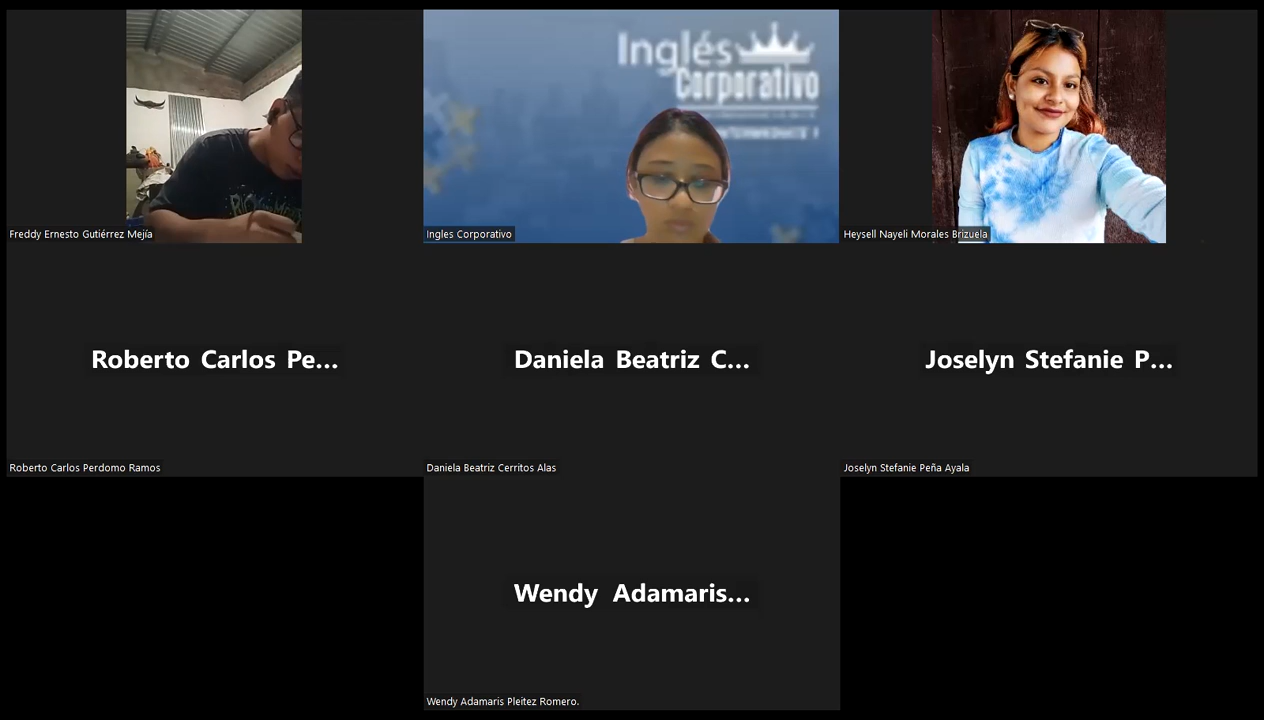 Inglés
Corporativo
Freddy Ernesto Gutiérrez Mejía
Ingles Corporativo
Heysell Nayeli Morales Brizuela
Roberto Carlos Pe...
Daniela Beatriz C...
Joselyn Stefanie P...
Roberto Carlos Perdomo Ramos
Daniela Beatriz Cerritos Alas
Joselyn Stefanie Peña Ayala
Wendy Adamaris...
Wendy Adamaris Pleitez Romero.